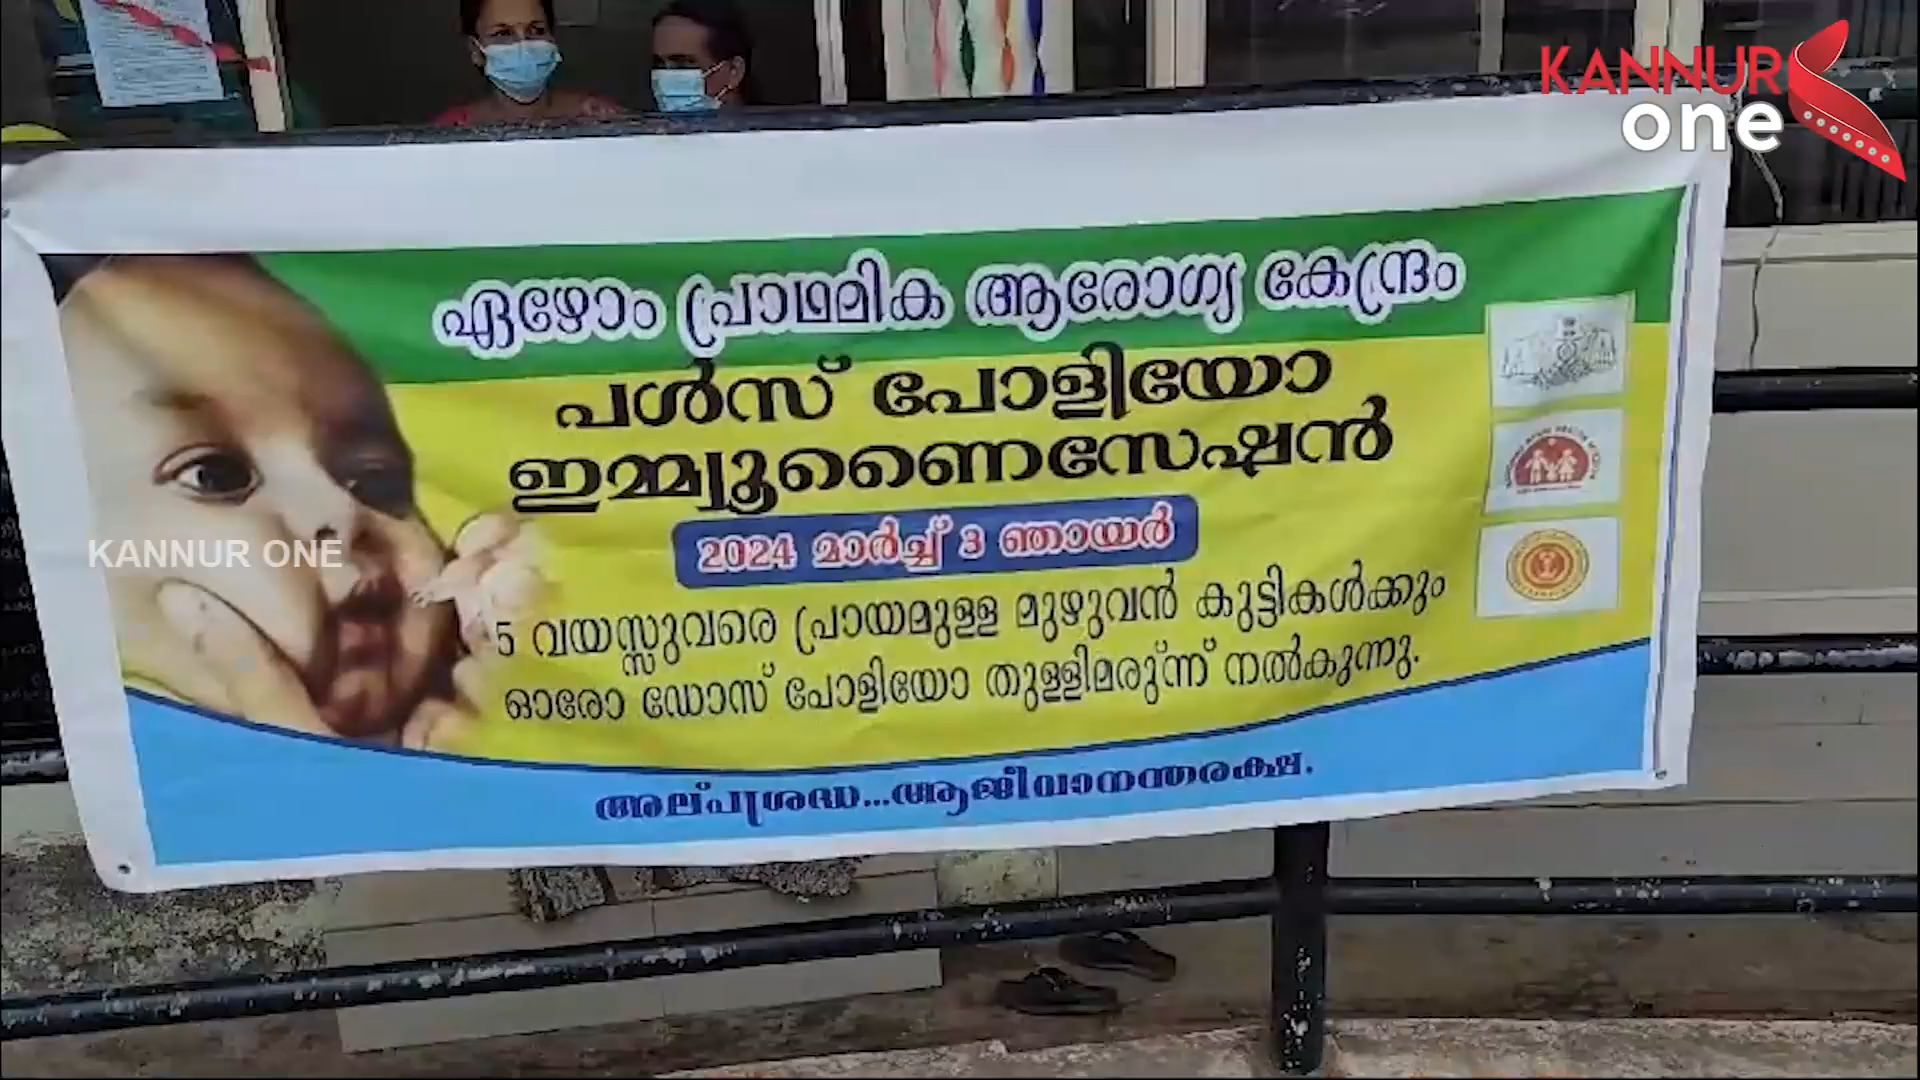 KANNUR
one
ഏഴോം പ്രാഥമിക ആരോഗ്യ കേന്ദ്രം
പൾസ് പോളിയോ
ഇമ്മ്യൂണൈസേഷൻ
2024 മാർച്ച് 3 ഞായർ
KANNUR ONE
5 വയസ്സുവരെ പ്രായമുള്ള മുഴുവൻ കുട്ടികൾക്കും
ഓരോ ഡോസ് പോളിയോ തുള്ളിമരുന്ന് നൽകുന്നു.
അല്പശ്രദ്ധ...ആജീവാനന്തരക്ഷ.